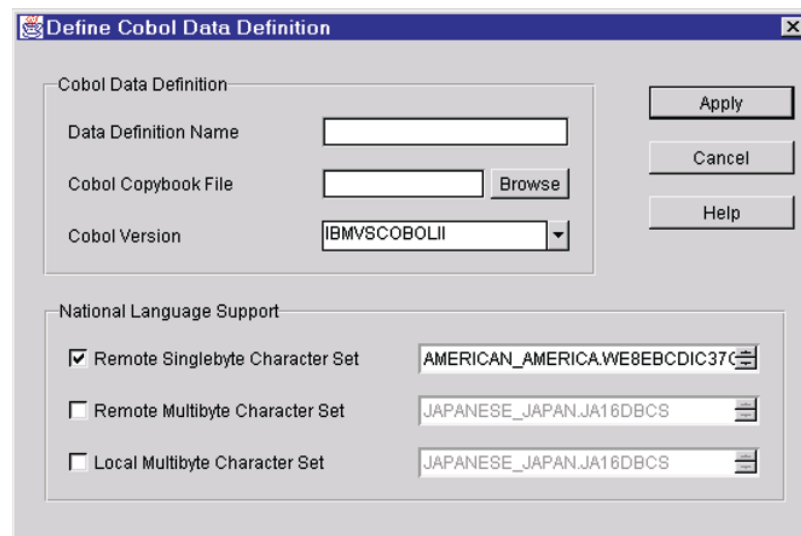 Define Cobol Data Definition
Cobol Data Definition
Data Definition Name
Cobol Copybook File
Browse
Cobol Version
IBMVSCOBOLII
Apply
Cancel
Help
National Language Support
Remote Singlebyte Character Set
AMERICAN_AMERICA.WE8EBCDIC37
Remote Multibyte Character Set
JAPANESE_JAPAN.JA16DBCS
Local Multibyte Character Set
JAPANESE_JAPAN.JA16DBCS